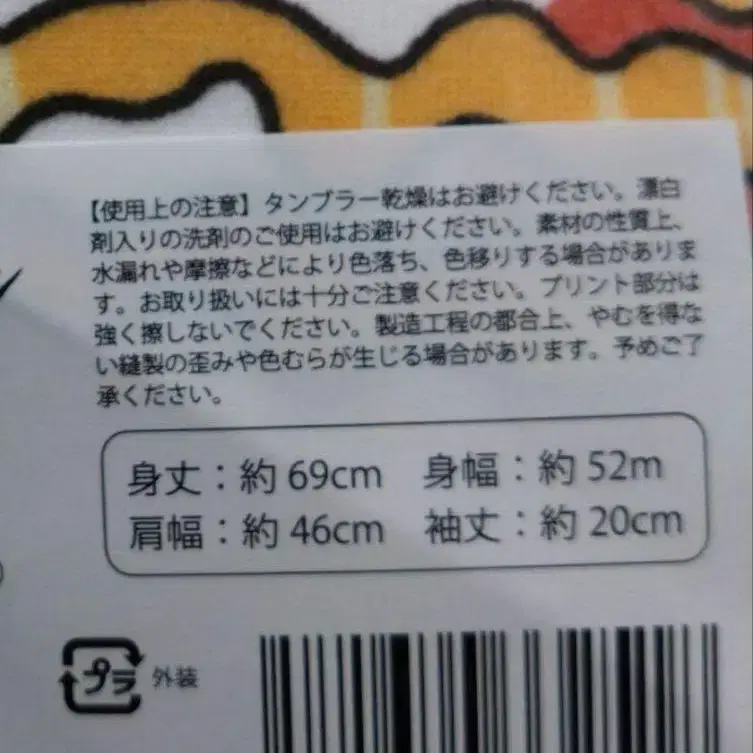 【使用上の注意】タンブラー乾燥はお避けください。漂白
剤入りの洗剤のご使用はお避けください。素材の性質上、
水漏れや摩擦などにより色落ち、色移りする場合がありま
す。お取り扱いには十分ご注意ください。プリント部分は
強く擦しないでください。製造工程の都合上、やむを得な
い縫製の歪みや色むらが生じる場合があります。予めご了
承ください。
身丈：約 69cm 身幅：約 52m
肩幅：約 46cm 袖丈：約 20cm
プラ 外装